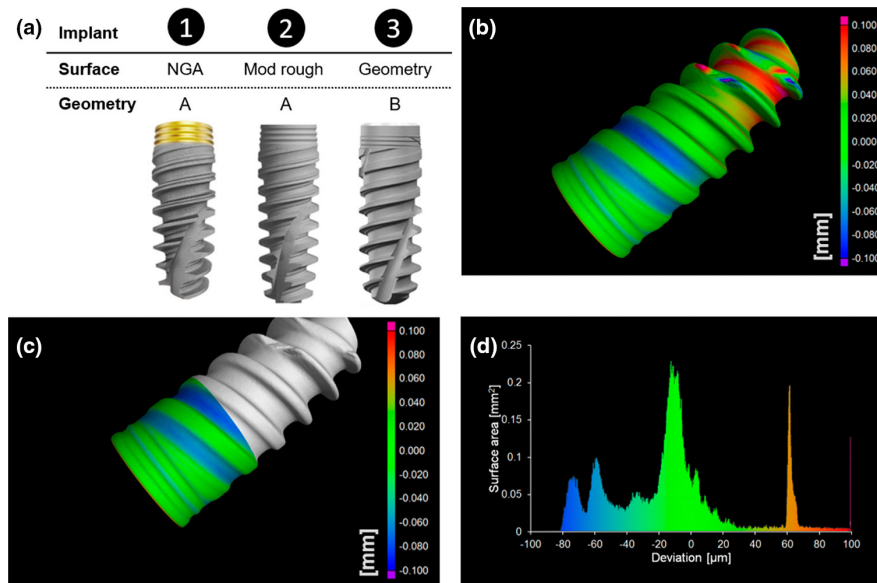 (a)
Implant 1 2 3
Surface NGA Mod rough Geometry
Geometry A A B
(b)
0.100
0.080
0.060
0.040
0.020
0.000
-0.020
-0.040
-0.060
-0.080
-0.100
[mm]
(c)
0.100
0.080
0.060
0.040
0.020
0.000
-0.020
-0.040
-0.060
-0.080
-0.100
[mm]
(d)
0.25
0.2
0.15
0.1
0.05
0
Surface area [mm²]
-100 -80 -60 -40 -20 0 20 40 60 80 100
Deviation [µm]